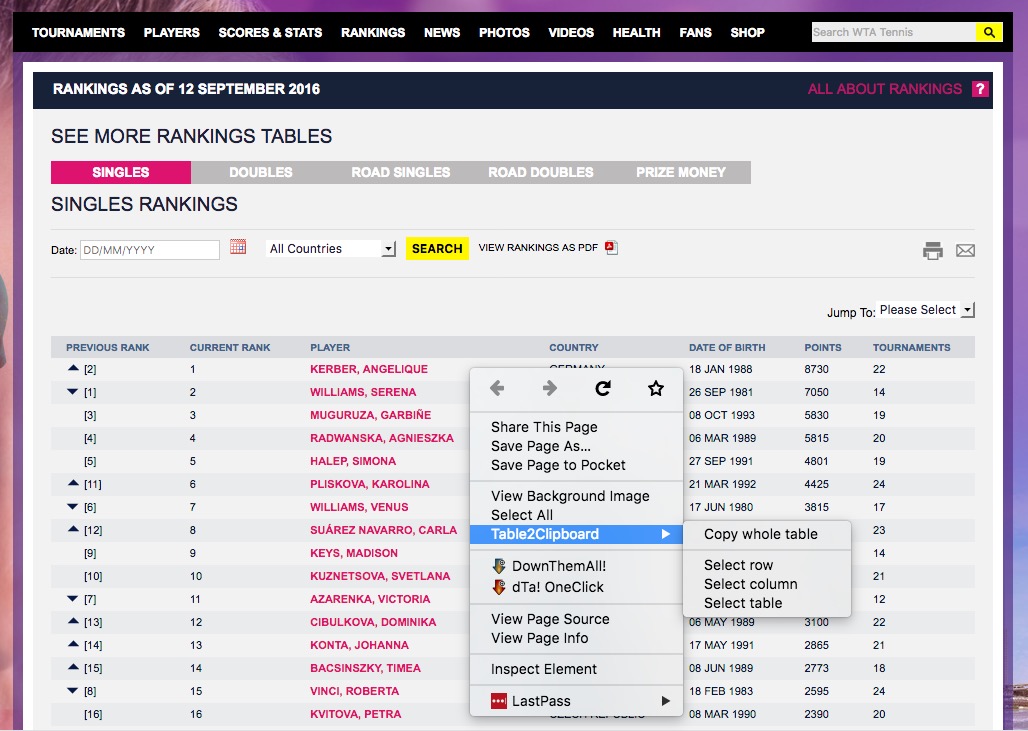 TOURNAMENTS PLAYERS SCORES & STATS RANKINGS NEWS PHOTOS VIDEOS HEALTH FANS SHOP Search WTA Tennis
RANKINGS AS OF 12 SEPTEMBER 2016 ALL ABOUT RANKINGS ?
SEE MORE RANKINGS TABLES
SINGLES DOUBLES ROAD SINGLES ROAD DOUBLES PRIZE MONEY
SINGLES RANKINGS
Date: DD/MM/YYYY All Countries SEARCH VIEW RANKINGS AS PDF
Jump To: Please Select
PREVIOUS RANK CURRENT RANK PLAYER COUNTRY DATE OF BIRTH POINTS TOURNAMENTS
[2] 1 KERBER, ANGELIQUE GERMANY 18 JAN 1988 8730 22
[1] 2 WILLIAMS, SERENA 26 SEP 1981 7050 14
[3] 3 MUGURUZA, GARBIÑE 08 OCT 1993 5830 19
[4] 4 RADWANSKA, AGNIESZKA 06 MAR 1989 5815 20
[5] 5 HALEP, SIMONA 27 SEP 1991 4801 19
[11] 6 PLISKOVA, KAROLINA 21 MAR 1992 4425 24
[6] 7 WILLIAMS, VENUS 17 JUN 1980 3815 17
[12] 8 SUÁREZ NAVARRO, CARLA 23
[9] 9 KEYS, MADISON 14
[10] 10 KUZNETSOVA, SVETLANA 21
[7] 11 AZARENKA, VICTORIA 12
[13] 12 CIBULKOVA, DOMINIKA 06 MAY 1989 3100 22
[14] 13 KONTA, JOHANNA 17 MAY 1991 2865 21
[15] 14 BACSINSZKY, TIMEA 08 JUN 1989 2773 18
[8] 15 VINCI, ROBERTA 18 FEB 1983 2595 24
[16] 16 KVITOVA, PETRA CZECH REPUBLIC 08 MAR 1990 2390 20
Share This Page
Save Page As...
Save Page to Pocket
View Background Image
Select All
Table2Clipboard
DownThemAll!
dTa! OneClick
View Page Source
View Page Info
Inspect Element
LastPass
Copy whole table
Select row
Select column
Select table